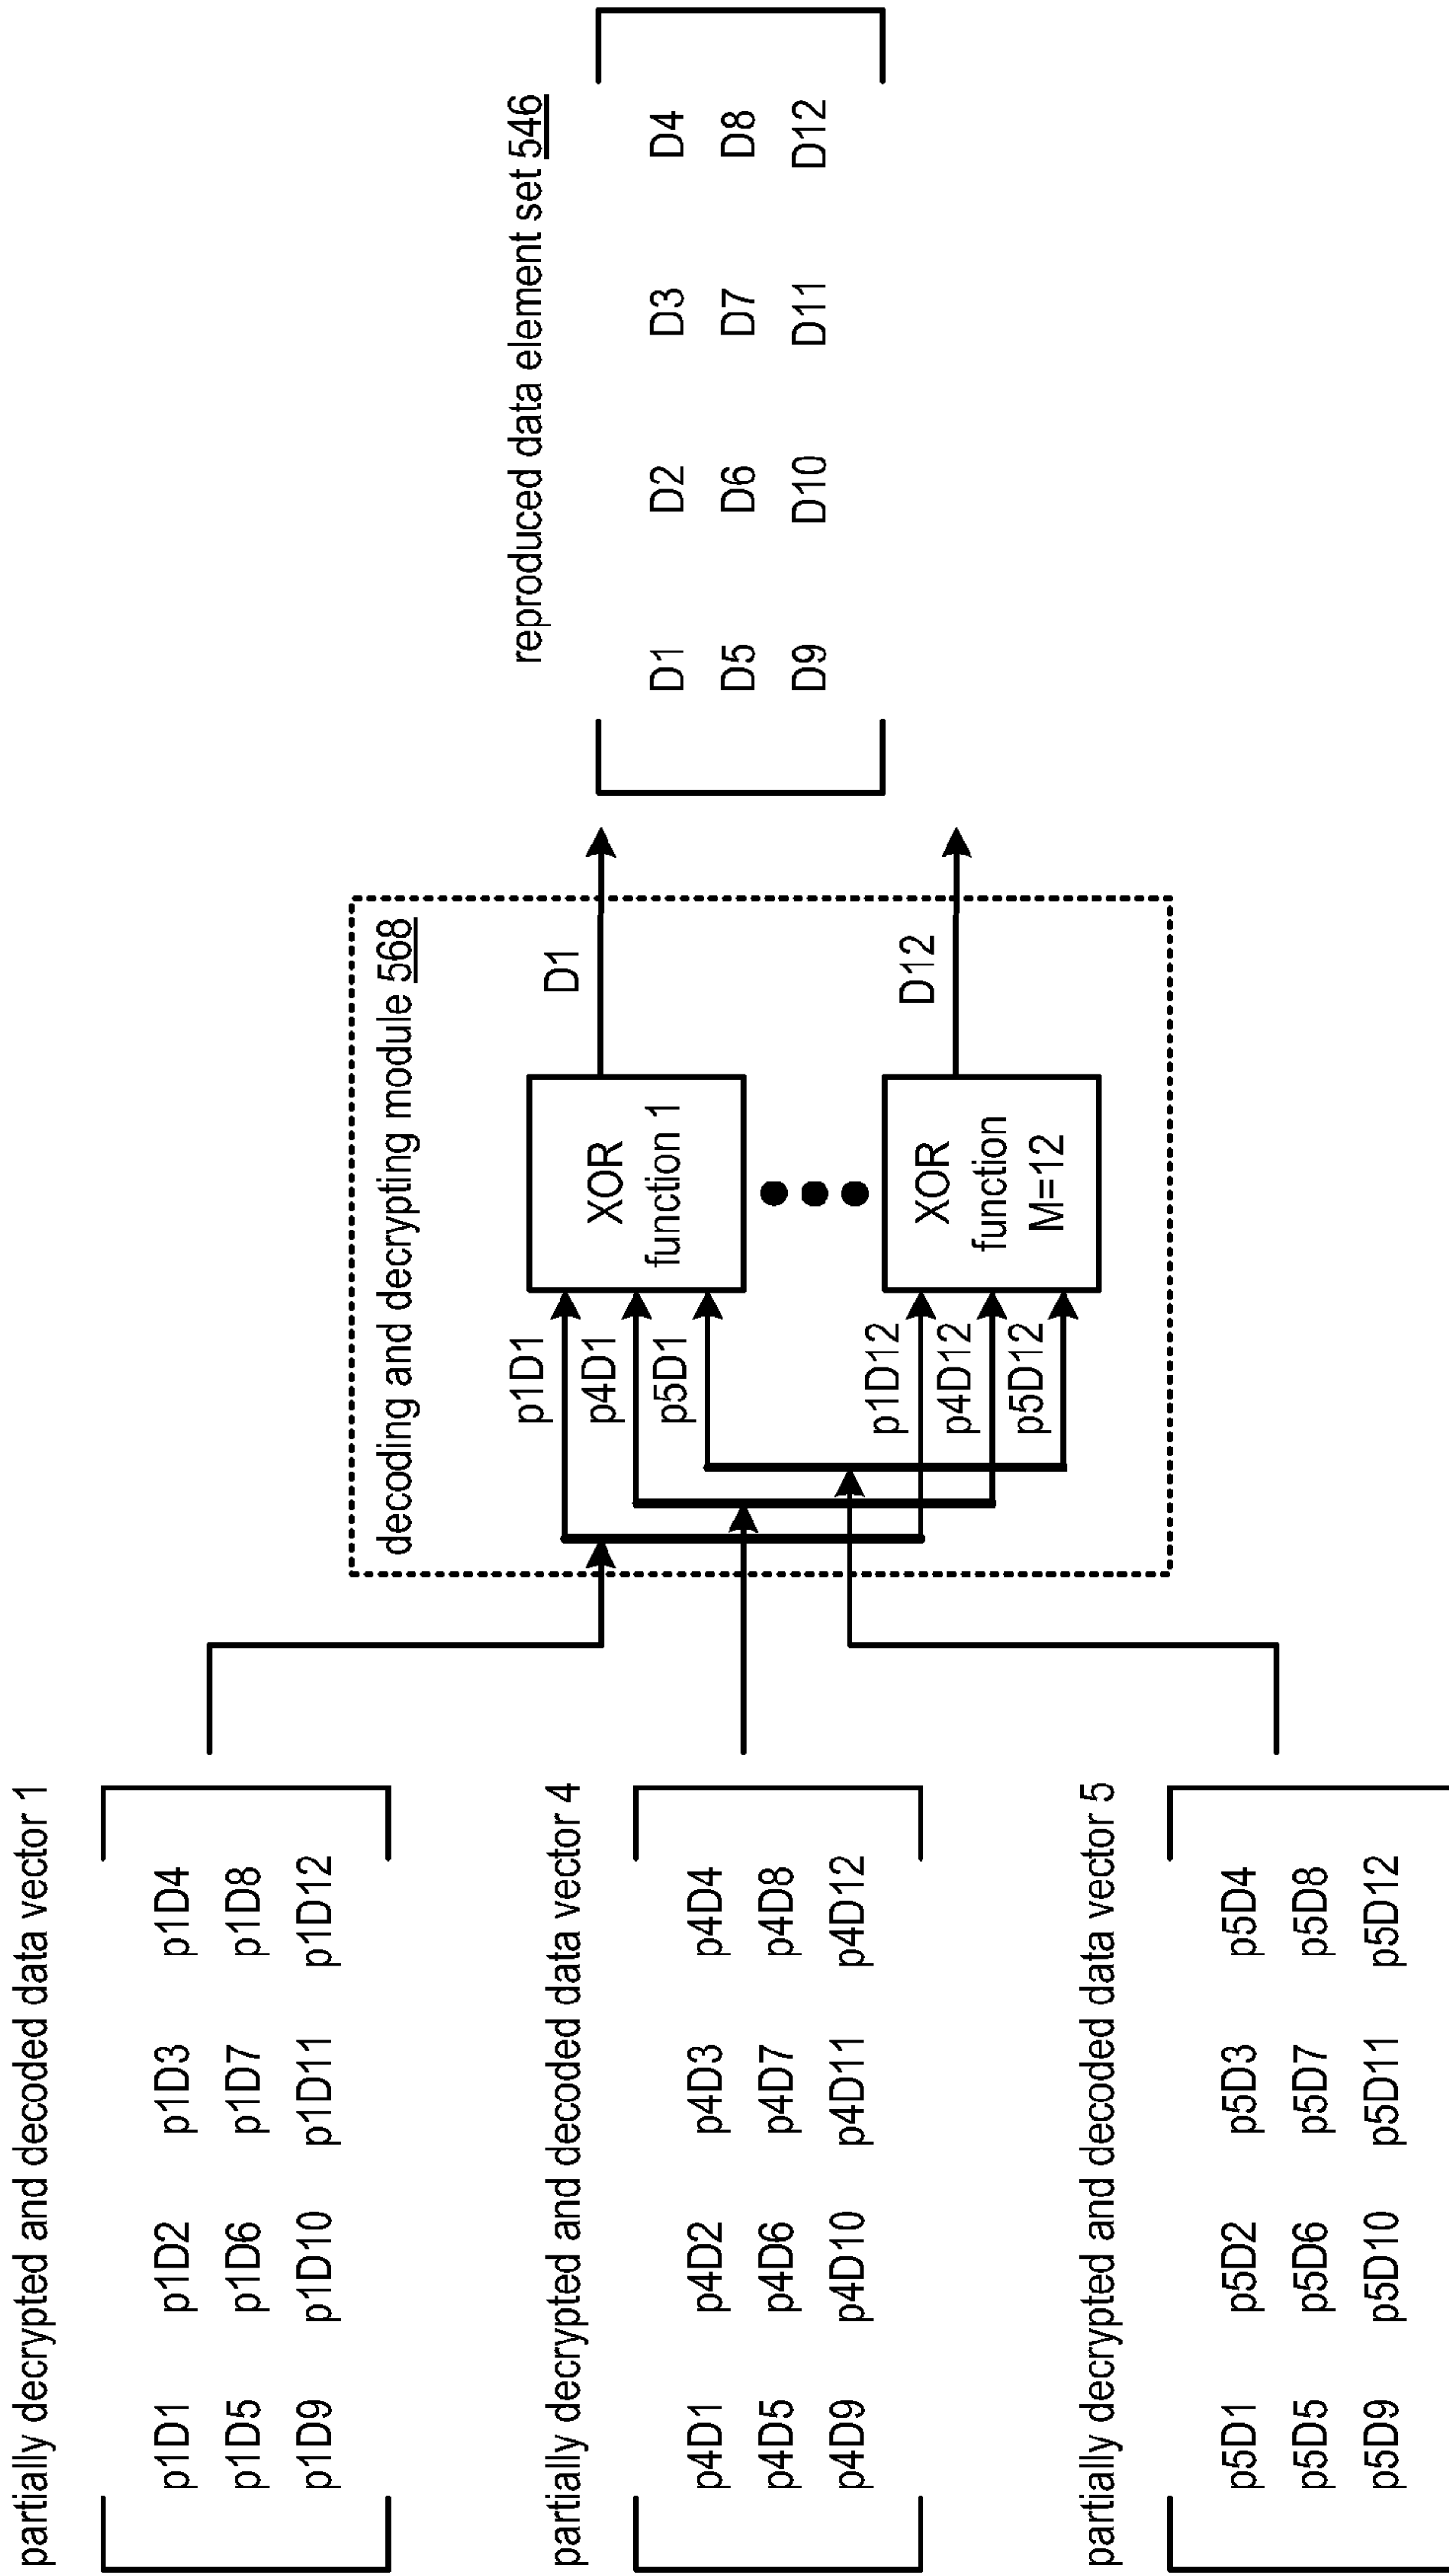 partially decrypted and decoded data vector 1
p1D1 p1D2 p1D3 p1D4
p1D5 p1D6 p1D7 p1D8
p1D9 p1D10 p1D11 p1D12
partially decrypted and decoded data vector 4
p4D1 p4D2 p4D3 p4D4
p4D5 p4D6 p4D7 p4D8
p4D9 p4D10 p4D11 p4D12
partially decrypted and decoded data vector 5
p5D1 p5D2 p5D3 p5D4
p5D5 p5D6 p5D7 p5D8
p5D9 p5D10 p5D11 p5D12
decoding and decrypting module 568
p1D1
p4D1
p5D1
XOR
function 1
D1
p1D12
p4D12
p5D12
XOR
function
M=12
D12
reproduced data element set 546
D1 D2 D3 D4
D5 D6 D7 D8
D9 D10 D11 D12